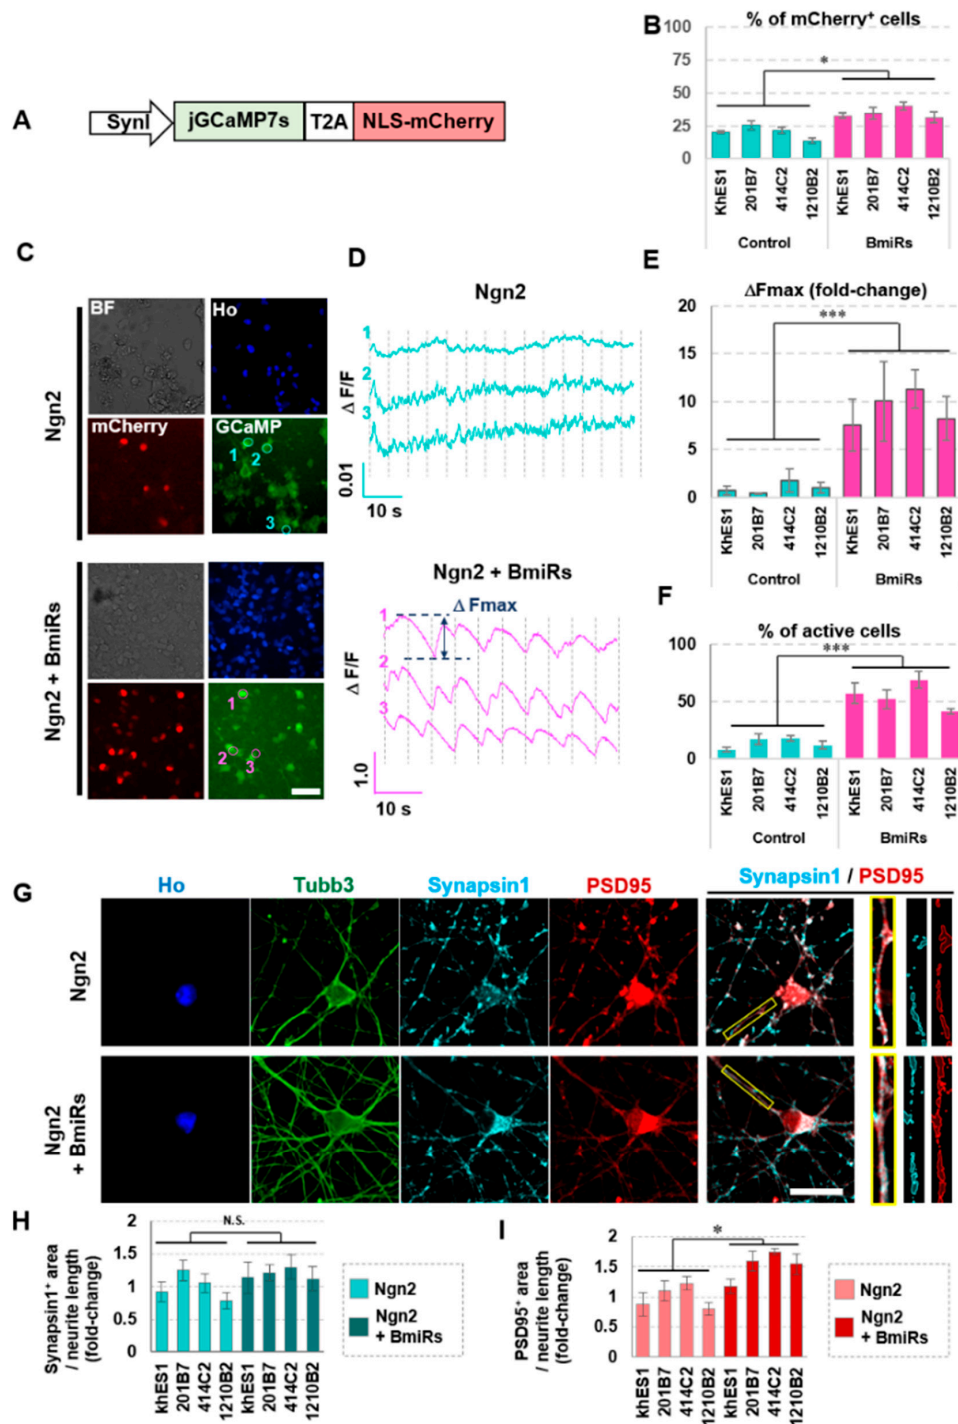 A
SynI
jGCaMP7s
T2A
NLS-mCherry
B
% of mCherry⁺ cells
100
75
50
25
0
*
KhES1
201B7
414C2
1210B2
KhES1
201B7
414C2
1210B2
Control
BmiRs
C
Ngn2
BF
Ho
mCherry
GCaMP
1
2
3
Ngn2 + BmiRs
1
2
3
D
Ngn2
1
2
3
Δ F/F
0.01
10 s
Ngn2 + BmiRs
1
2
3
Δ Fmax
Δ F/F
1.0
10 s
E
ΔFmax (fold-change)
20
15
10
5
0
***
KhES1
201B7
414C2
1210B2
KhES1
201B7
414C2
1210B2
Control
BmiRs
F
% of active cells
100
50
0
***
KhES1
201B7
414C2
1210B2
KhES1
201B7
414C2
1210B2
Control
BmiRs
G
Ho
Tubb3
Synapsin1
PSD95
Synapsin1 / PSD95
Ngn2
Ngn2
+ BmiRs
H
Synapsin1⁺ area
/ neurite length
(fold-change)
2
1.5
1
0.5
0
N.S.
khES1
201B7
414C2
1210B2
khES1
201B7
414C2
1210B2
Ngn2
Ngn2
+ BmiRs
I
PSD95⁺ area
/ neurite length
(fold-change)
2
1.5
1
0.5
0
*
khES1
201B7
414C2
1210B2
khES1
201B7
414C2
1210B2
Ngn2
Ngn2
+ BmiRs